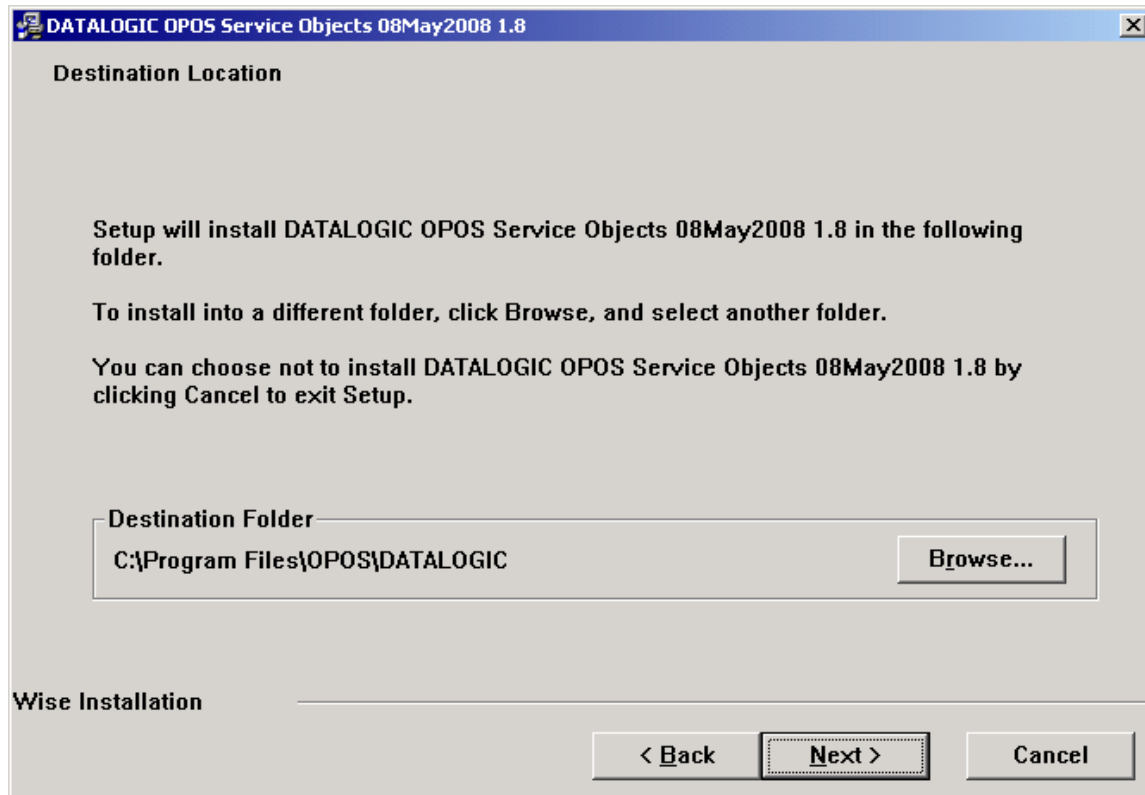 DATALOGIC OPOS Service Objects 08May2008 1.8
Destination Location
Setup will install DATALOGIC OPOS Service Objects 08May2008 1.8 in the following
folder.
To install into a different folder, click Browse, and select another folder.
You can choose not to install DATALOGIC OPOS Service Objects 08May2008 1.8 by
clicking Cancel to exit Setup.
Destination Folder
C:\Program Files\OPOS\DATALOGIC
Browse...
Wise Installation
< Back
Next >
Cancel